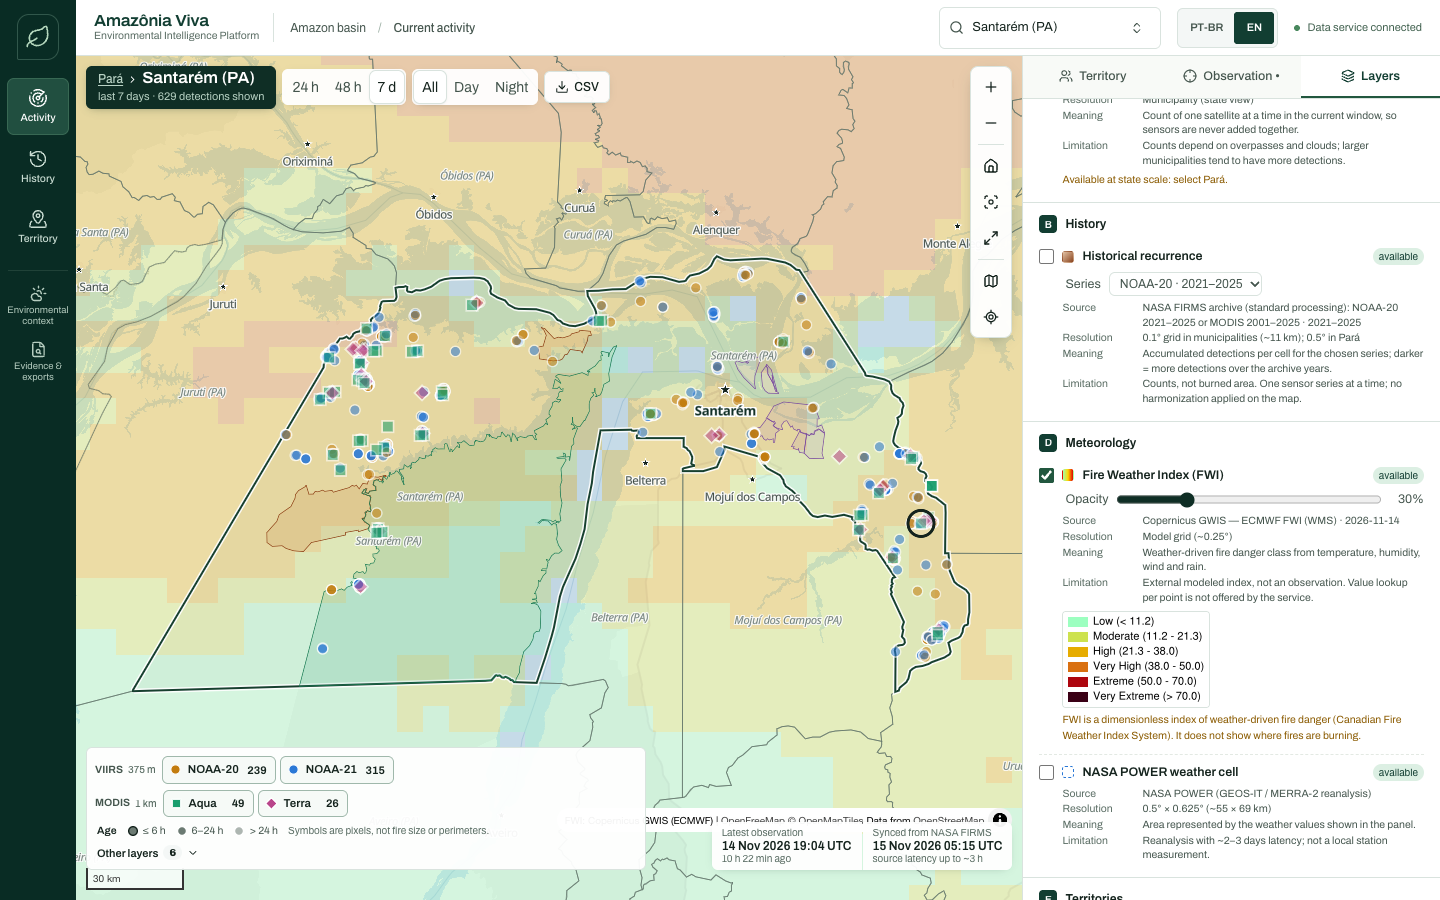 Amazônia Viva
Environmental Intelligence Platform
Amazon basin / Current activity
Santarém (PA)
PT-BR EN
Data service connected
Activity
History
Territory
Environmental context
Evidence & exports
Pará › Santarém (PA)
last 7 days · 629 detections shown
24 h 48 h 7 d
All Day Night
CSV
Oriximiná
Óbidos (PA)
Óbidos
Curuá
Curuá (PA)
Alenquer
Monte Al
a Santa (PA)
Santa
Juruti
Juruti (PA)
Santarém (PA)
Santarém
Belterra
Mojuí dos Campos
Santarém (PA)
Santarém (PA)
Belterra (PA)
Mojuí dos Campos (PA)
Uru
VIIRS 375 m NOAA-20 239 NOAA-21 315
MODIS 1 km Aqua 49 Terra 26
Age ≤ 6 h 6–24 h > 24 h Symbols are pixels, not fire size or perimeters.
Other layers 6
30 km
FWI: Copernicus GWIS (ECMWF) | OpenFreeMap © OpenMapTiles Data from OpenStreetMap
Latest observation
14 Nov 2026 19:04 UTC
10 h 22 min ago
Synced from NASA FIRMS
15 Nov 2026 05:15 UTC
source latency up to ~3 h
Territory Observation • Layers
Resolution Municipality (state view)
Meaning Count of one satellite at a time in the current window, so
sensors are never added together.
Limitation Counts depend on overpasses and clouds; larger
municipalities tend to have more detections.
Available at state scale: select Pará.
B History
Historical recurrence available
Series NOAA-20 · 2021–2025
Source NASA FIRMS archive (standard processing): NOAA-20
2021–2025 or MODIS 2001–2025 · 2021–2025
Resolution 0.1° grid in municipalities (~11 km); 0.5° in Pará
Meaning Accumulated detections per cell for the chosen series; darker
= more detections over the archive years.
Limitation Counts, not burned area. One sensor series at a time; no
harmonization applied on the map.
D Meteorology
Fire Weather Index (FWI) available
Opacity 30%
Source Copernicus GWIS — ECMWF FWI (WMS) · 2026-11-14
Resolution Model grid (~0.25°)
Meaning Weather-driven fire danger class from temperature, humidity,
wind and rain.
Limitation External modeled index, not an observation. Value lookup
per point is not offered by the service.
Low (< 11.2)
Moderate (11.2 - 21.3)
High (21.3 - 38.0)
Very High (38.0 - 50.0)
Extreme (50.0 - 70.0)
Very Extreme (> 70.0)
FWI is a dimensionless index of weather-driven fire danger (Canadian Fire
Weather Index System). It does not show where fires are burning.
NASA POWER weather cell available
Source NASA POWER (GEOS-IT / MERRA-2 reanalysis)
Resolution 0.5° × 0.625° (~55 × 69 km)
Meaning Area represented by the weather values shown in the panel.
Limitation Reanalysis with ~2–3 days latency; not a local station
measurement.
Territories